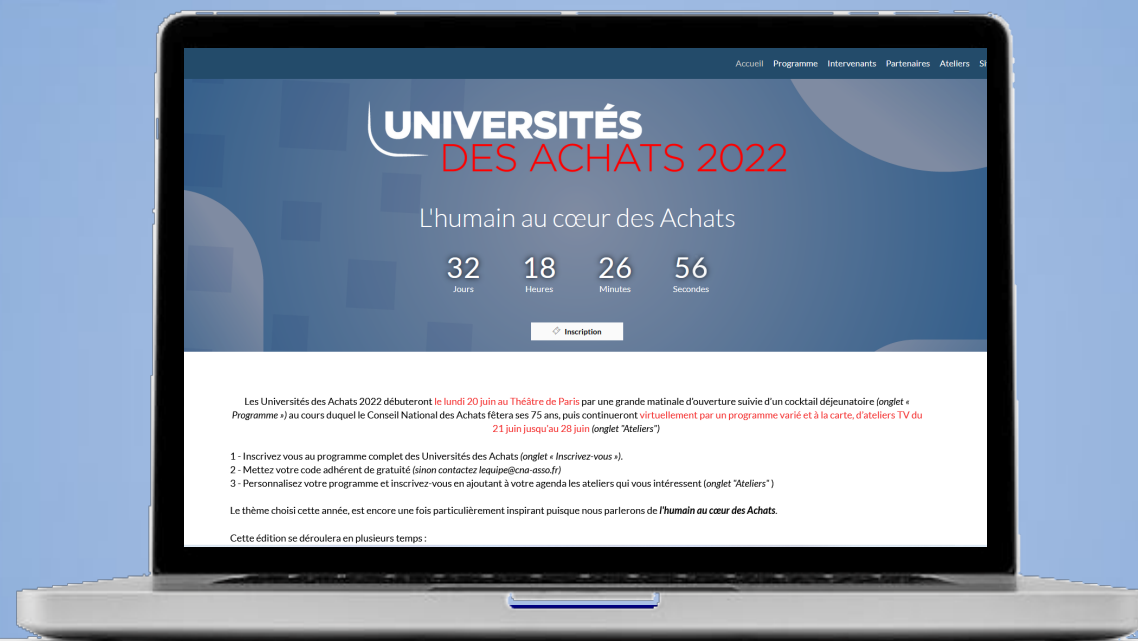 Accueil Programme Intervenants Partenaires Ateliers
UNIVERSITÉS
DES ACHATS 2022
L'humain au cœur des Achats
32 18 26 56
Jours Heures Minutes Secondes
Inscription
Les Universités des Achats 2022 débuteront le lundi 20 juin au Théâtre de Paris par une grande matinale d'ouverture suivie d'un cocktail déjeunatoire (onglet «
Programme ») au cours duquel le Conseil National des Achats fêtera ses 75 ans, puis continueront virtuellement par un programme varié et à la carte, d'ateliers TV du
21 juin jusqu'au 28 juin (onglet "Ateliers")
1 - Inscrivez vous au programme complet des Universités des Achats (onglet « Inscrivez-vous »).
2 - Mettez votre code adhérent de gratuité (sinon contactez lequipe@cna-asso.fr)
3 - Personnalisez votre programme et inscrivez-vous en ajoutant à votre agenda les ateliers qui vous intéressent (onglet "Ateliers" )
Le thème choisi cette année, est encore une fois particulièrement inspirant puisque nous parlerons de l'humain au cœur des Achats.
Cette édition se déroulera en plusieurs temps :